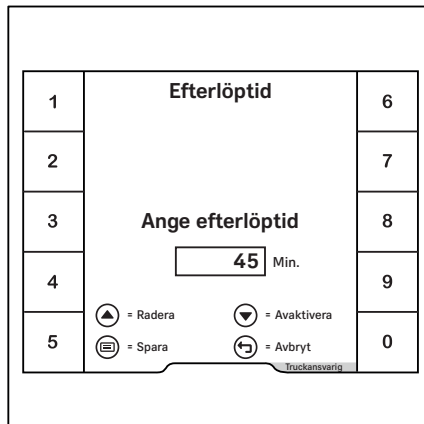 Efterlöptid
1
6
2
7
3
Ange efterlöptid
8
45 Min.
4
9
= Radera
= Avaktivera
5
= Spara
= Avbryt
0
Truckansvarig